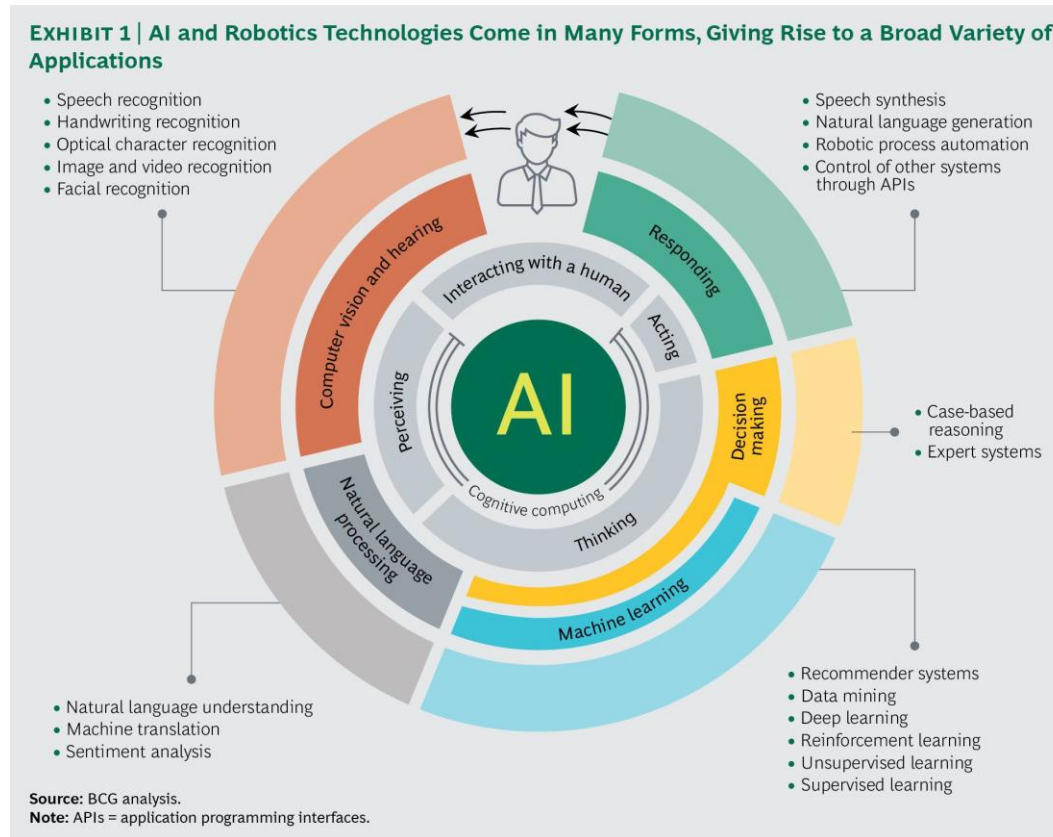 EXHIBIT 1 | AI and Robotics Technologies Come in Many Forms, Giving Rise to a Broad Variety of
Applications
• Speech recognition
• Handwriting recognition
• Optical character recognition
• Image and video recognition
• Facial recognition
• Speech synthesis
• Natural language generation
• Robotic process automation
• Control of other systems
through APIs
Computer vision and hearing
Interacting with a human
Responding
Acting
Perceiving
AI
Decision
making
• Case-based
reasoning
• Expert systems
Cognitive computing
Natural language
processing
Thinking
Machine learning
• Natural language understanding
• Machine translation
• Sentiment analysis
• Recommender systems
• Data mining
• Deep learning
• Reinforcement learning
• Unsupervised learning
• Supervised learning
Source: BCG analysis.
Note: APIs = application programming interfaces.